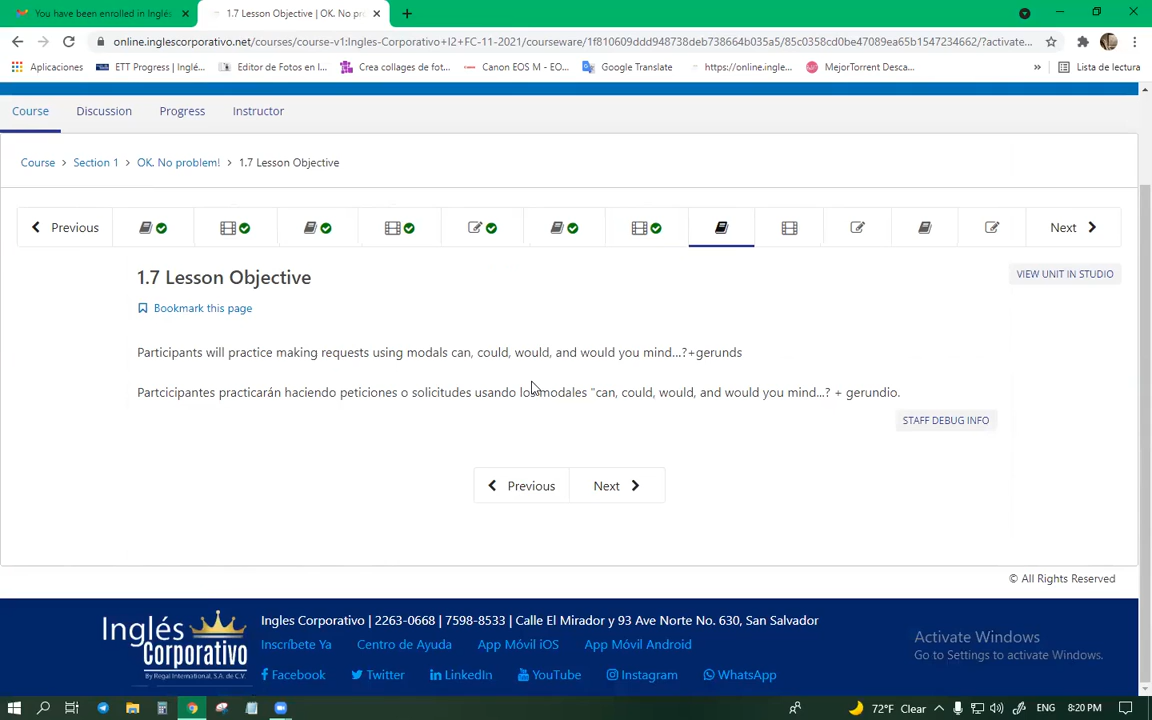 You have been enrolled in Inglés
1.7 Lesson Objective | OK. No pr
online.inglescorporativo.net/courses/course-v1:Ingles-Corporativo+I2+FC-11-2021/courseware/1f810609ddd948738deb738664b035a5/85c0358cd0be47089ea65b1547234662/?activate...
Aplicaciones
ETT Progress | Inglé...
Editor de Fotos en l...
Crea collages de fot...
Canon EOS M - EO...
Google Translate
https://online.ingle...
MejorTorrent Desca...
»
Lista de lectura
Course
Discussion
Progress
Instructor
Course > Section 1 > OK. No problem! > 1.7 Lesson Objective
Previous
Next
1.7 Lesson Objective
VIEW UNIT IN STUDIO
Bookmark this page
Participants will practice making requests using modals can, could, would, and would you mind...?+gerunds
Partcicipantes practicarán haciendo peticiones o solicitudes usando los modales "can, could, would, and would you mind...? + gerundio.
STAFF DEBUG INFO
Previous
Next
© All Rights Reserved
Inglés Corporativo
By Regal International, S.A. de C.V.
Ingles Corporativo | 2263-0668 | 7598-8533 | Calle El Mirador y 93 Ave Norte No. 630, San Salvador
Inscríbete Ya
Centro de Ayuda
App Móvil iOS
App Móvil Android
Facebook
Twitter
LinkedIn
YouTube
Instagram
WhatsApp
Activate Windows
Go to Settings to activate Windows.
72°F Clear
ENG
8:20 PM